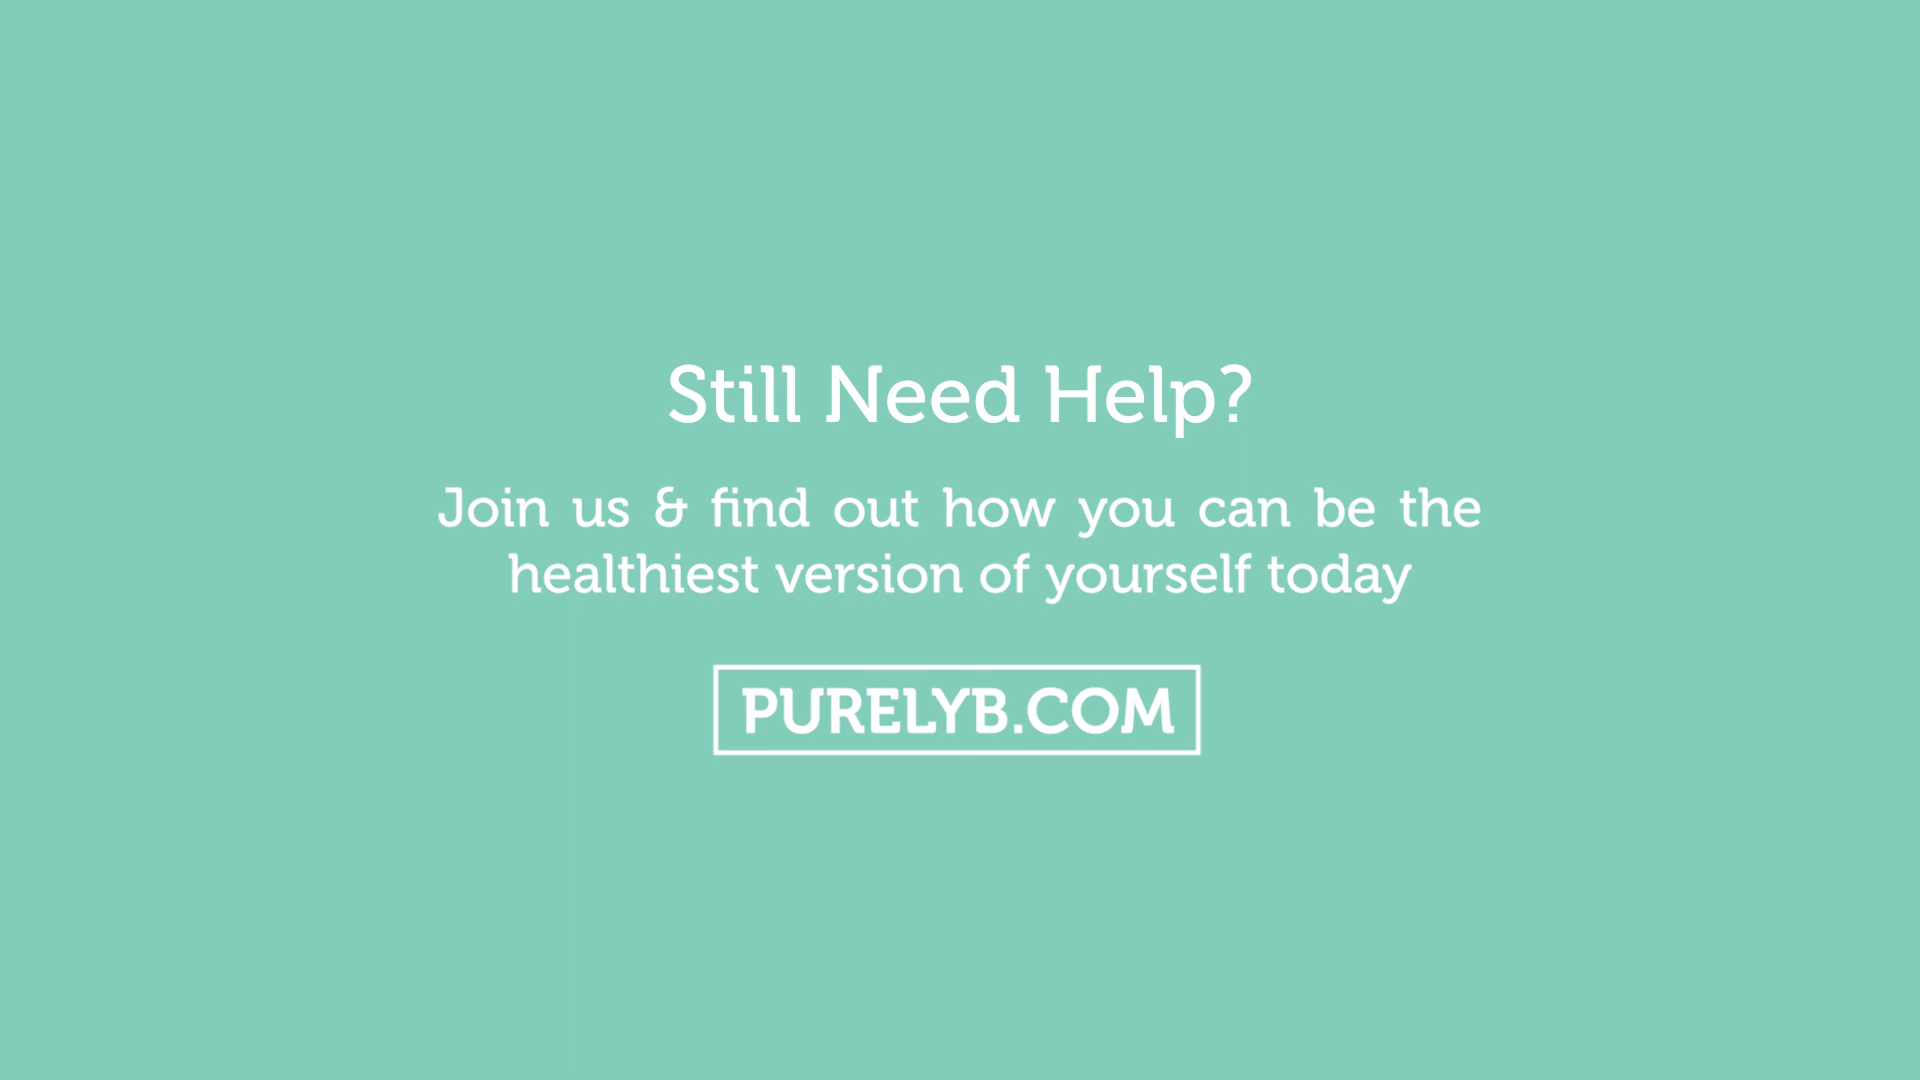 Still Need Help?
Join us & find out how you can be the
healthiest version of yourself today
PURELYB.COM